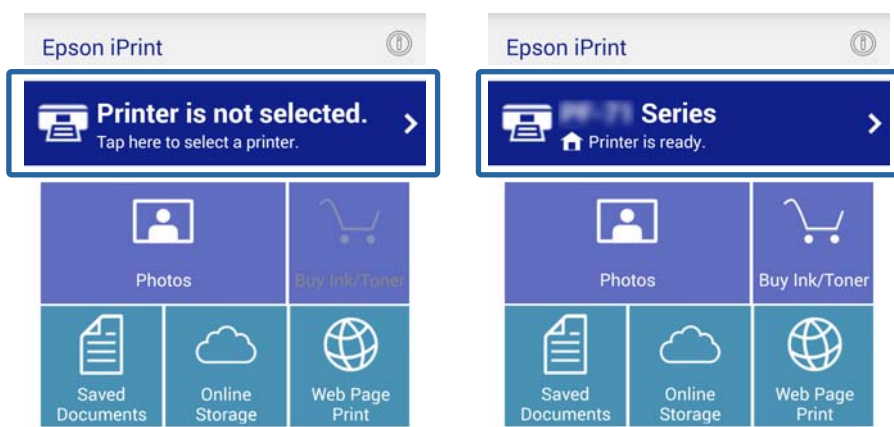 Epson iPrint
Printer is not selected.
Tap here to select a printer.
Photos
Buy Ink/Toner
Saved
Documents
Online
Storage
Web Page
Print
Epson iPrint
Series
Printer is ready.
Photos
Buy Ink/Toner
Saved
Documents
Online
Storage
Web Page
Print